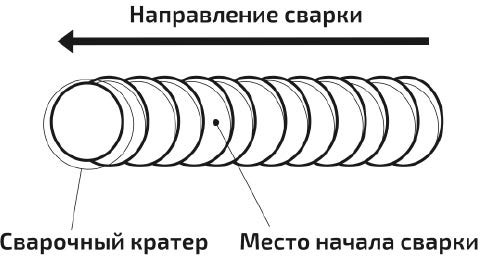 Направление сварки
Сварочный кратер
Место начала сварки